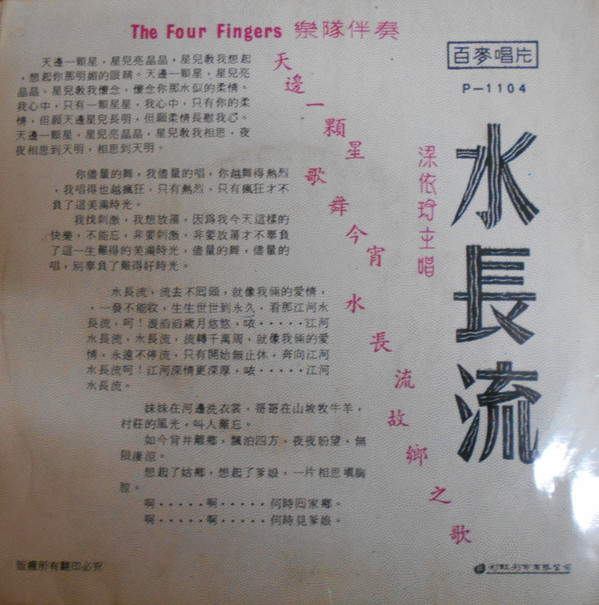 The Four Fingers 樂隊伴奏
百麥唱片
P-1104
水長流
梁依玲主唱
天邊一顆星
歌舞今宵
水長流
故鄉之歌
天邊一顆星,星兒亮晶晶,星兒教我想起
,想起你那明媚的眼睛。天邊一顆星,星兒亮
晶晶,星兒教我懷念,懷念你那水似的柔情。
我心中,只有一顆星星,我心中,只有你的柔
情,但願天邊星兒長明,但願柔情長慰我心。
天邊一顆星,星兒亮晶晶,星兒教我相思,夜
夜相思到天明,相思到天明。
你儘量的舞,我儘量的唱,你越舞得熱烈
,我唱得也越瘋狂,只有熱烈,只有瘋狂才不
負了這美滿時光。
我找刺激,我想放蕩,因爲我今天這樣的
快樂,不能忘,非要刺激,非要放蕩才不辜負
了這一生難得的美滿時光,儘量的舞,儘量的
唱,別辜負了難得好時光。
水長流,流去不囘頭,就像我倆的愛情,
,一發不能收,生生世世到永久,看那江河水
長流,呵!滾滔滔歲月悠悠,咳·····江河
水長流,水長流,流轉千萬周,就像我倆的愛
情,永遠不停流,只有開始無止休,奔向江河
水長流呵!江河深情更深厚,咳·····江河
水長流。
妹妹在河邊洗衣裳,哥哥在山坡牧牛羊,
村莊的風光,叫人難忘。
如今背井離鄉,飄泊四方,夜夜盼望,無
限凄涼。
想起了姑鄉,想起了爹娘,一片相思塡胸
膛。
啊·····啊·····何時囘家鄉。
啊·····啊·····何時見爹娘。
版權所有翻印必究